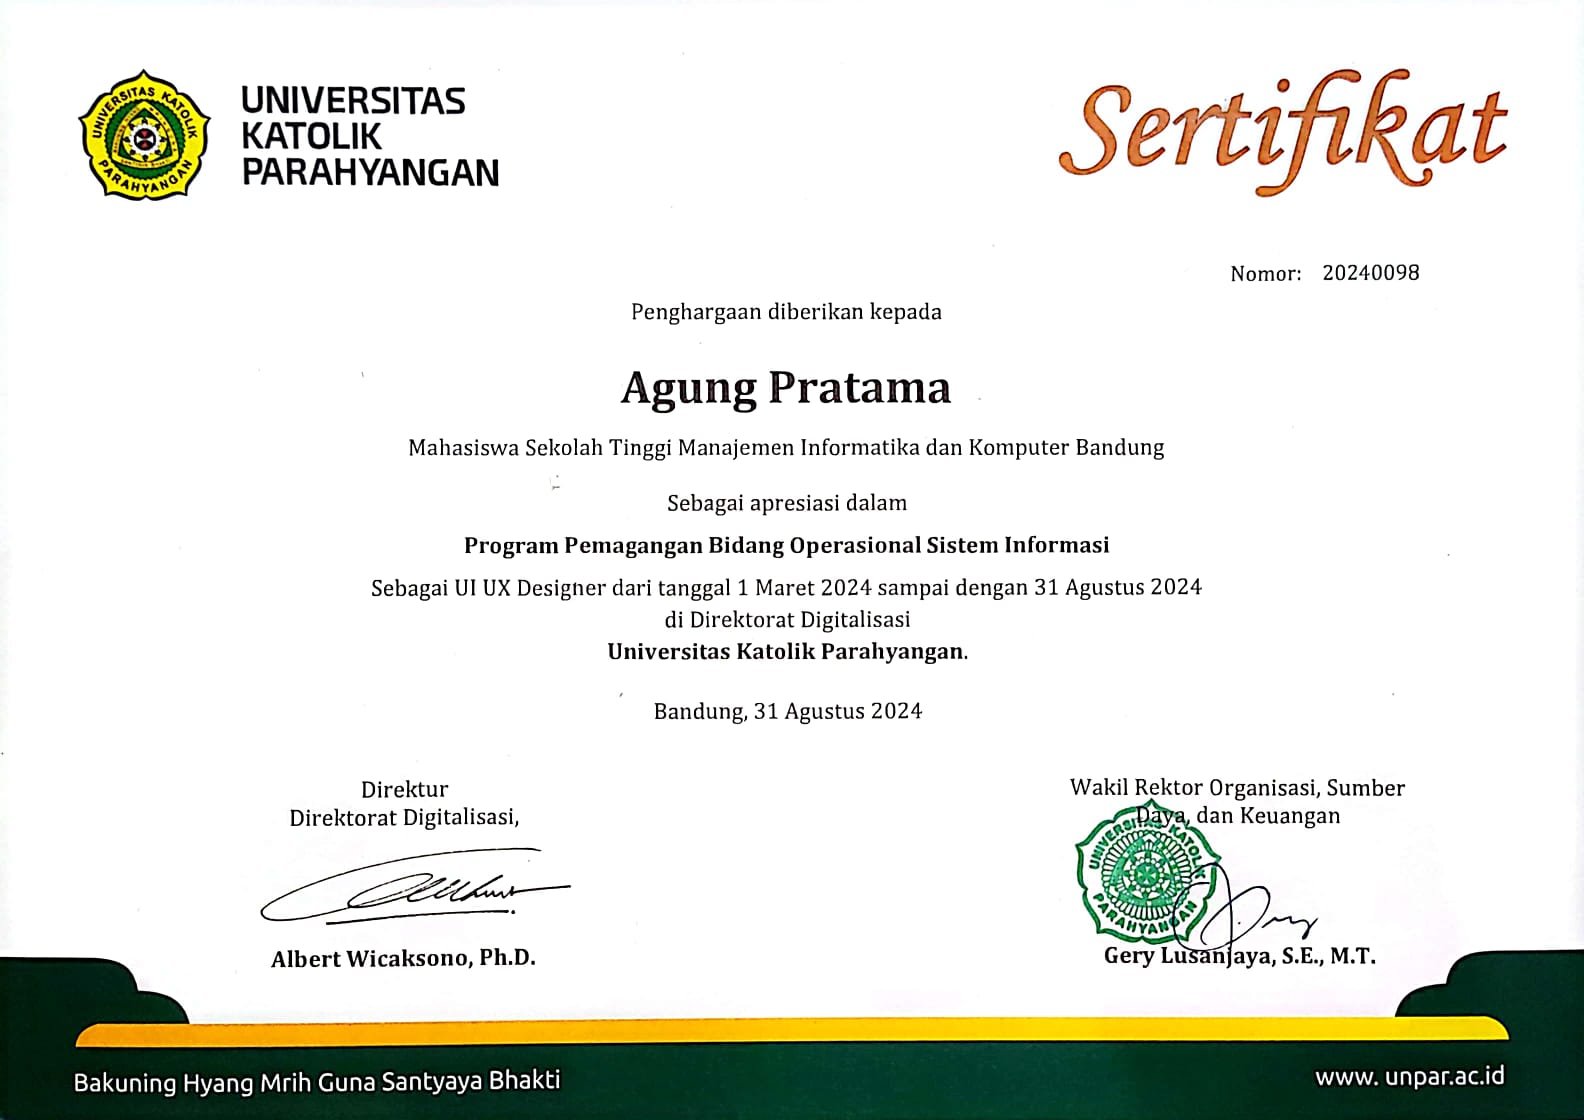 UNIVERSITAS KATOLIK
PARAHYANGAN
UNIVERSITAS
KATOLIK
PARAHYANGAN
Sertifikat
Nomor: 20240098
Penghargaan diberikan kepada
Agung Pratama
Mahasiswa Sekolah Tinggi Manajemen Informatika dan Komputer Bandung
Sebagai apresiasi dalam
Program Pemagangan Bidang Operasional Sistem Informasi
Sebagai UI UX Designer dari tanggal 1 Maret 2024 sampai dengan 31 Agustus 2024
di Direktorat Digitalisasi
Universitas Katolik Parahyangan.
Bandung, 31 Agustus 2024
Direktur
Direktorat Digitalisasi,
Albert Wicaksono, Ph.D.
Wakil Rektor Organisasi, Sumber
Daya, dan Keuangan
UNIVERSITAS KATOLIK
PARAHYANGAN
Gery Lusanjaya, S.E., M.T.
Bakuning Hyang Mrih Guna Santyaya Bhakti
www. unpar.ac.id